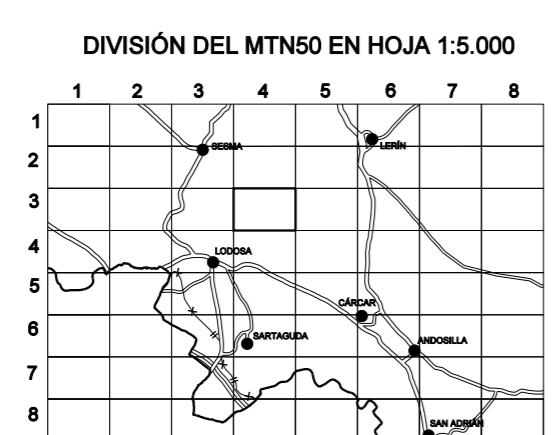 DIVISIÓN DEL MTN50 EN HOJA 1:5.000
1 2 3 4 5 6 7 8
1
LERÍN
SESMA
2
3
4
LODOSA
5
CÁRCAR
6
SARTAGUDA
ANDOSILLA
7
8
SAN ADRIÁN